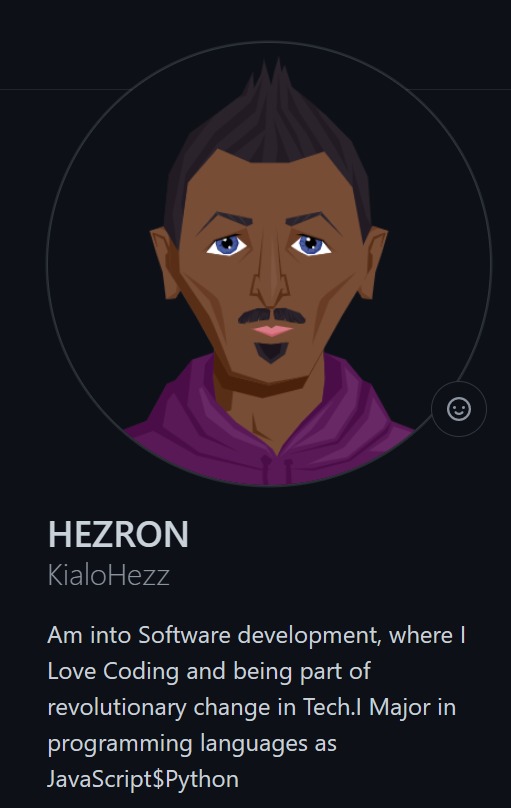 HEZRON
KialoHezz
Am into Software development, where I
Love Coding and being part of
revolutionary change in Tech.I Major in
programming languages as
JavaScript$Python